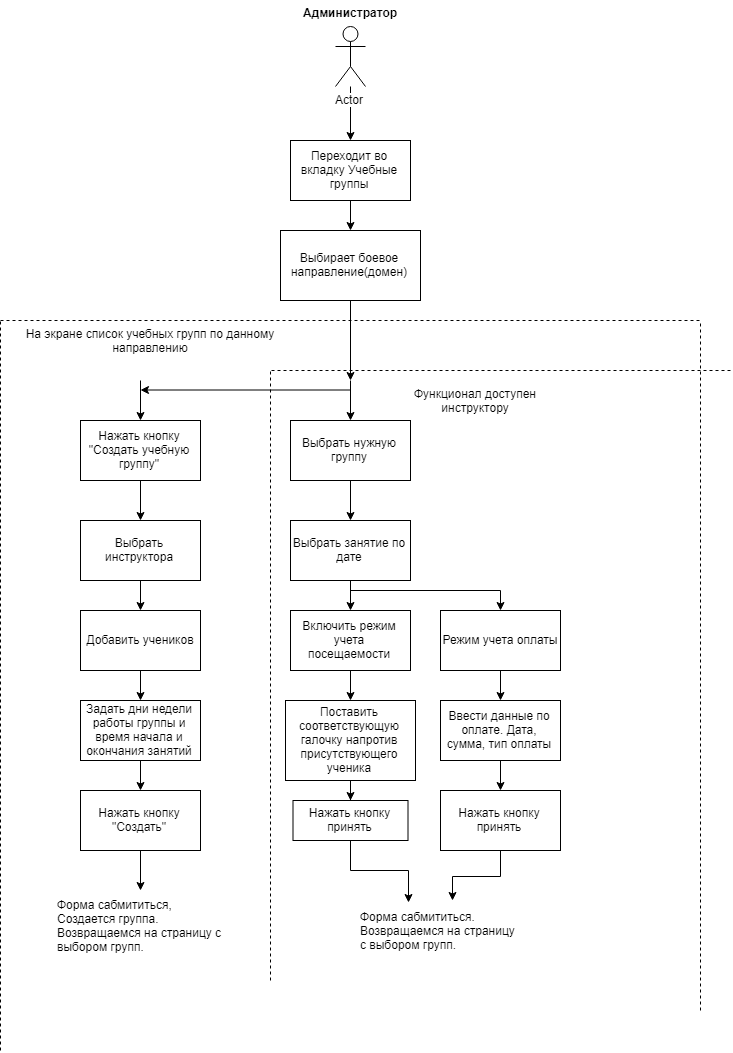 Администратор
Actor
Переходит во
вкладку Учебные
группы
Выбирает боевое
направление(домен)
На экране список учебных групп по данному
направлению
Функционал доступен
инструктору
Нажать кнопку
"Создать учебную
группу"
Выбрать нужную
группу
Выбрать
инструктора
Выбрать занятие по
дате
Добавить учеников
Включить режим
учета
посещаемости
Режим учета оплаты
Задать дни недели
работы группы и
время начала и
окончания занятий
Поставить
соответствующую
галочку напротив
присутствующего
ученика
Ввести данные по
оплате. Дата,
сумма, тип оплаты
Нажать кнопку
"Создать"
Нажать кнопку
принять
Нажать кнопку
принять
Форма сабмититься,
Создается группа.
Возвращаемся на страницу с
выбором групп.
Форма сабмититься.
Возвращаемся на страницу
с выбором групп.